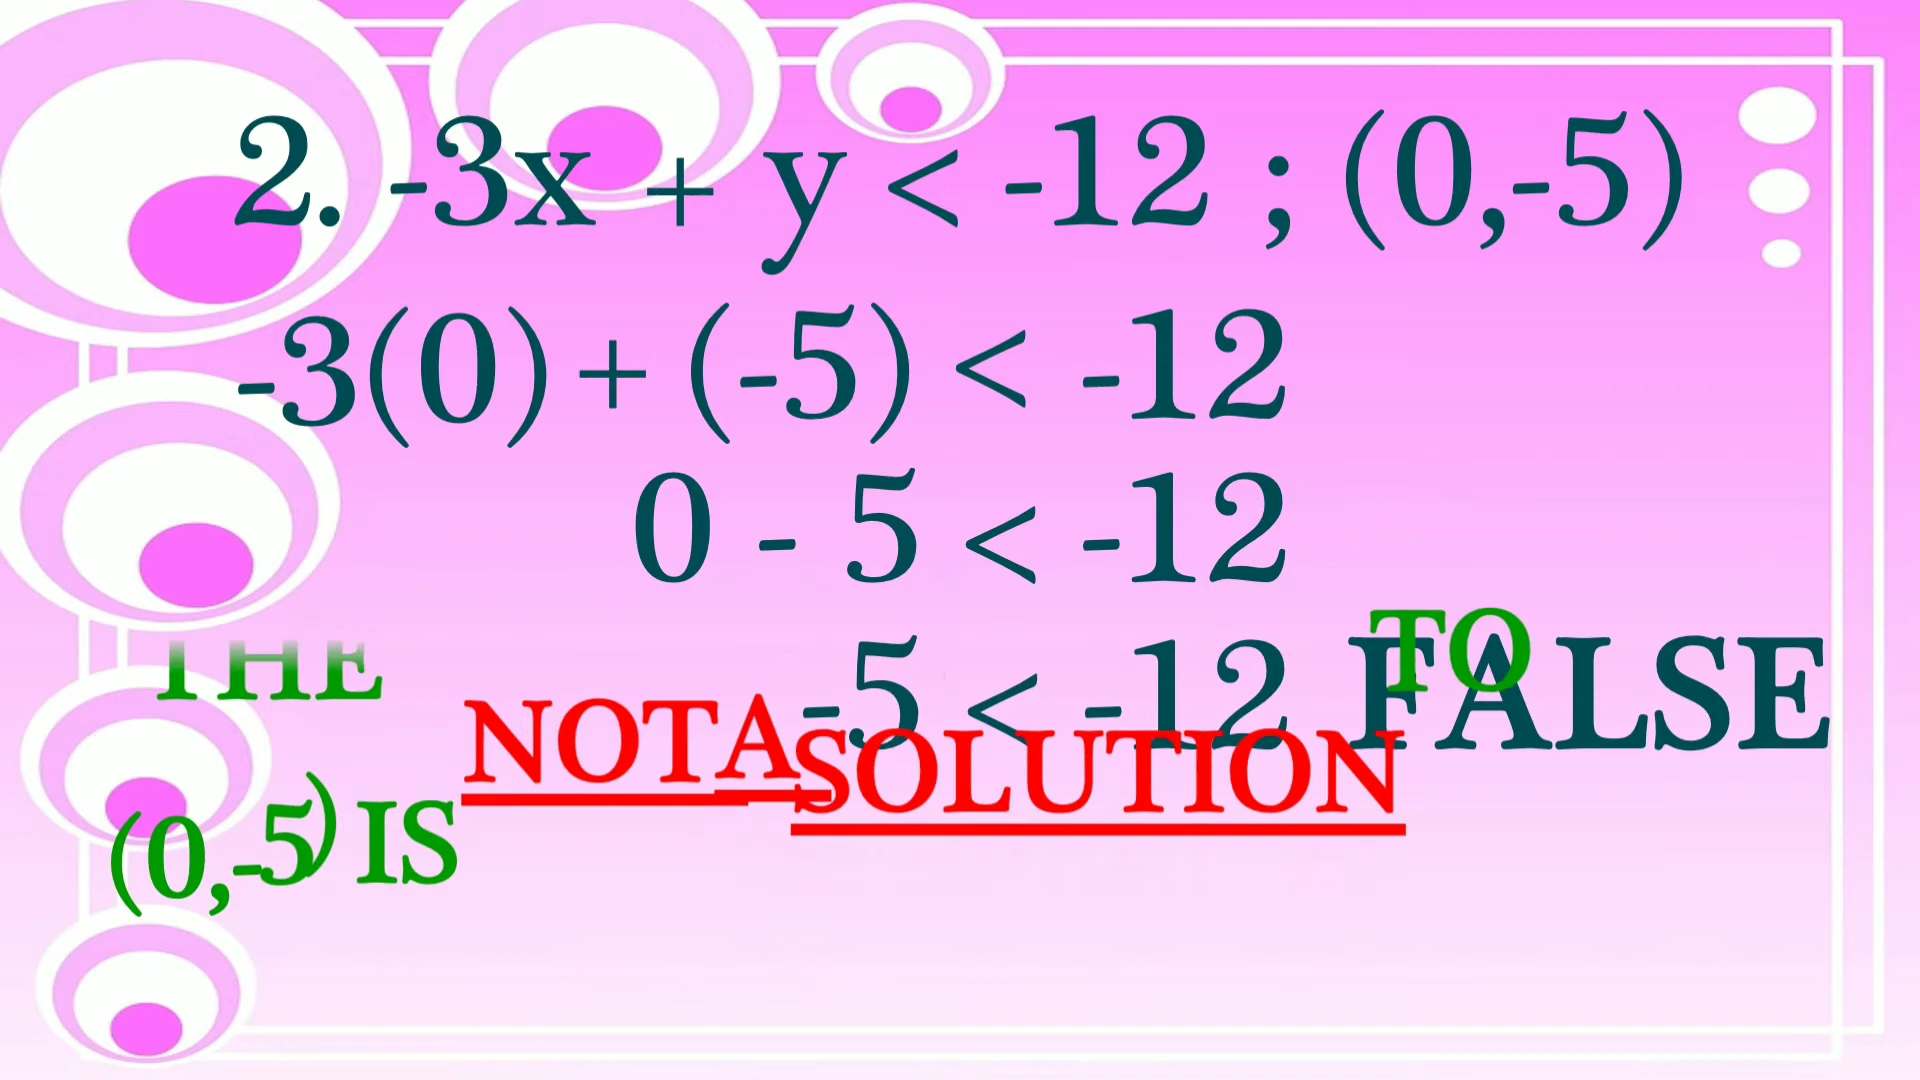 2. -3x + y < -12 ; (0,-5)
-3(0) + (-5) < -12
0 - 5 < -12
-5 < -12 FALSE
THE
NOT A SOLUTION TO
(0,-5) IS